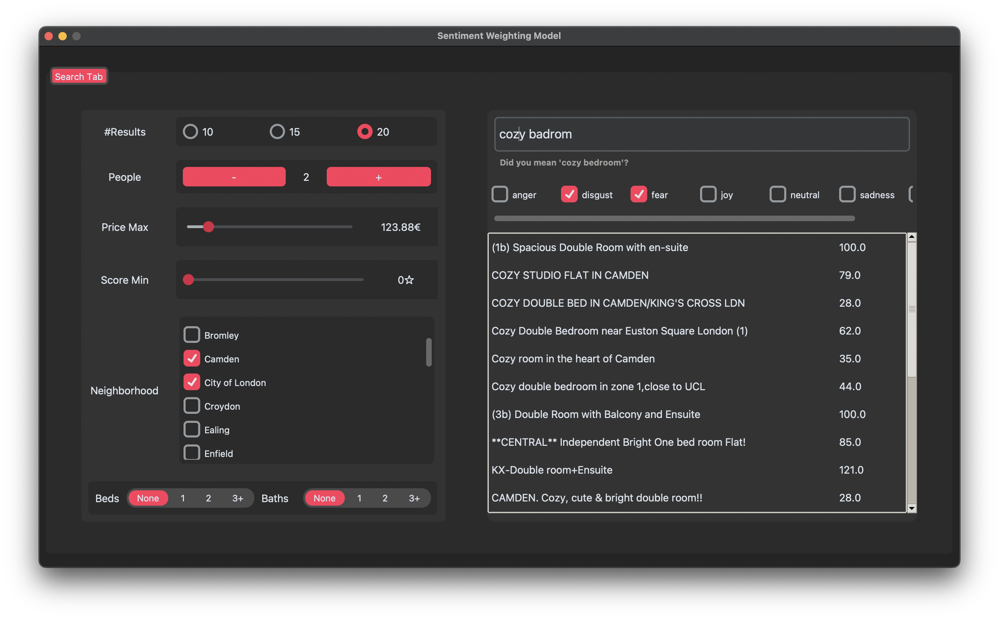 Sentiment Weighting Model
Search Tab
#Results 10 15 20
People - 2 +
Price Max 123.88€
Score Min 0☆
Neighborhood
Bromley
Camden
City of London
Croydon
Ealing
Enfield
Beds None 1 2 3+ Baths None 1 2 3+
cozy badrom
Did you mean 'cozy bedroom'?
anger disgust fear joy neutral sadness
(1b) Spacious Double Room with en-suite 100.0
COZY STUDIO FLAT IN CAMDEN 79.0
COZY DOUBLE BED IN CAMDEN/KING'S CROSS LDN 28.0
Cozy Double Bedroom near Euston Square London (1) 62.0
Cozy room in the heart of Camden 35.0
Cozy double bedroom in zone 1,close to UCL 44.0
(3b) Double Room with Balcony and Ensuite 100.0
**CENTRAL** Independent Bright One bed room Flat! 85.0
KX-Double room+Ensuite 121.0
CAMDEN. Cozy, cute & bright double room!! 28.0